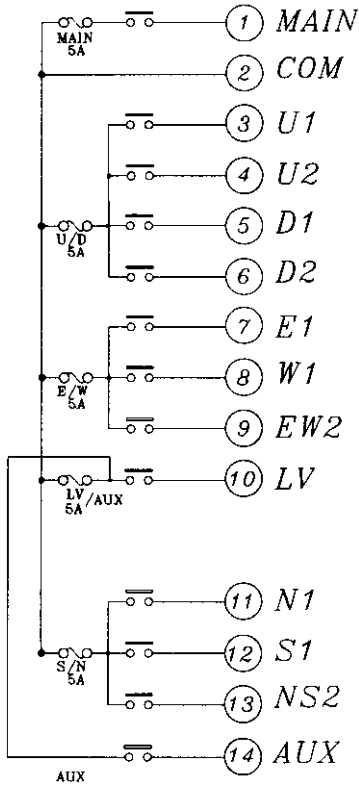 1 MAIN
MAIN
5A
2 COM
3 U1
4 U2
5 D1
U/D
5A
6 D2
7 E1
8 W1
E/W
5A
9 EW2
10 LV
LV/AUX
5A
11 N1
12 S1
S/N
5A
13 NS2
14 AUX
AUX